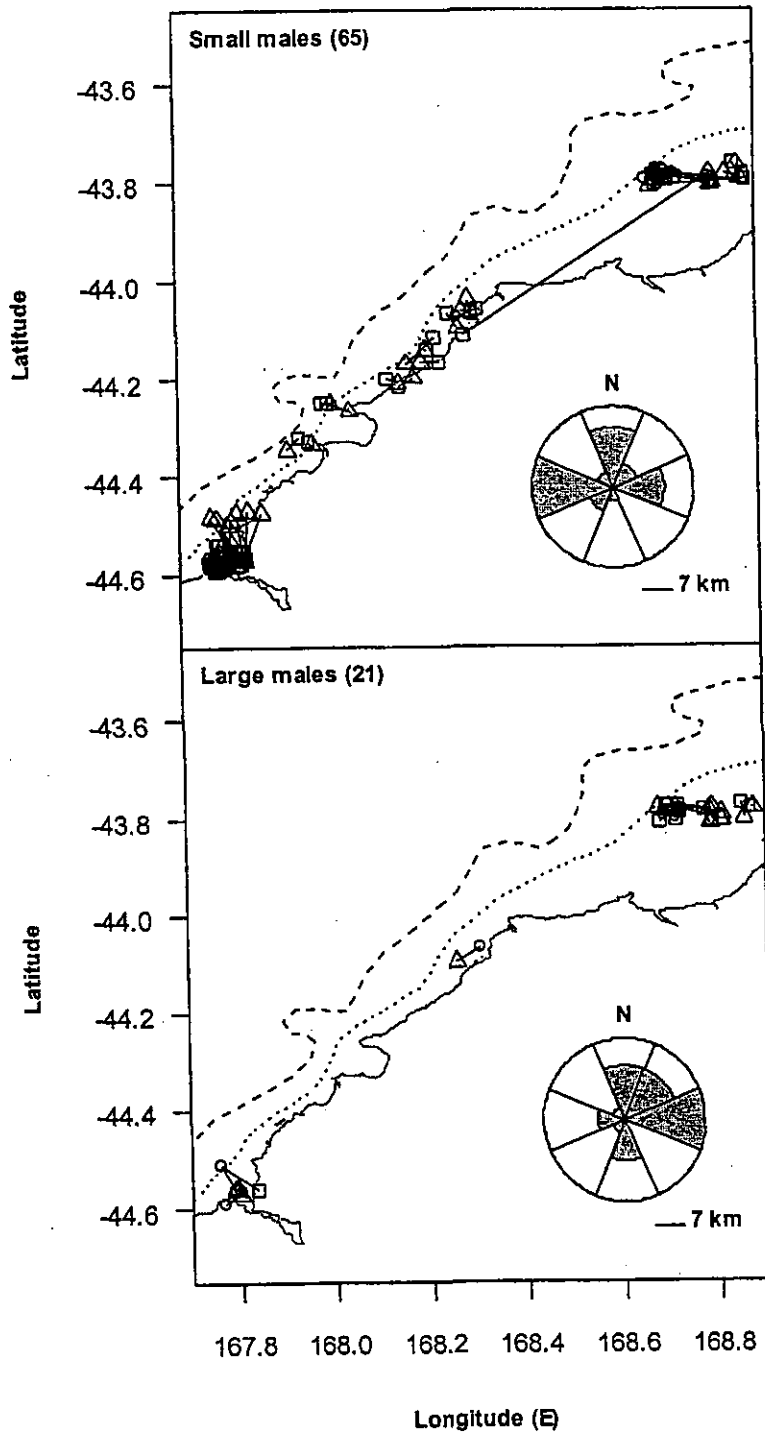 Small males (65)
-43.6
-43.8
-44.0
-44.2
-44.4
-44.6
Latitude
N
7 km
Large males (21)
-43.6
-43.8
-44.0
-44.2
-44.4
-44.6
Latitude
N
7 km
167.8 168.0 168.2 168.4 168.6 168.8
Longitude (E)